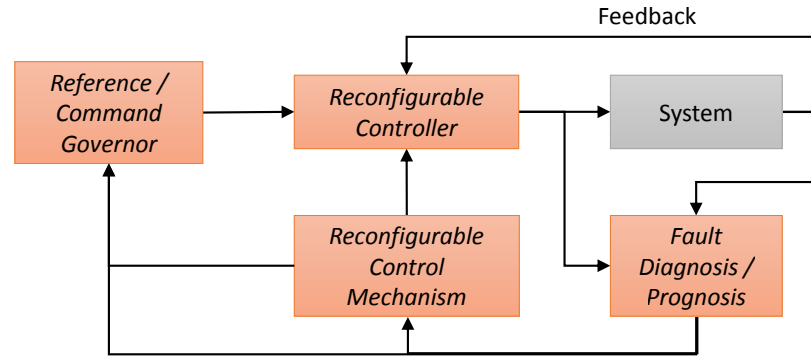 Feedback
Reference /
Command
Governor
Reconfigurable
Controller
System
Reconfigurable
Control
Mechanism
Fault
Diagnosis /
Prognosis